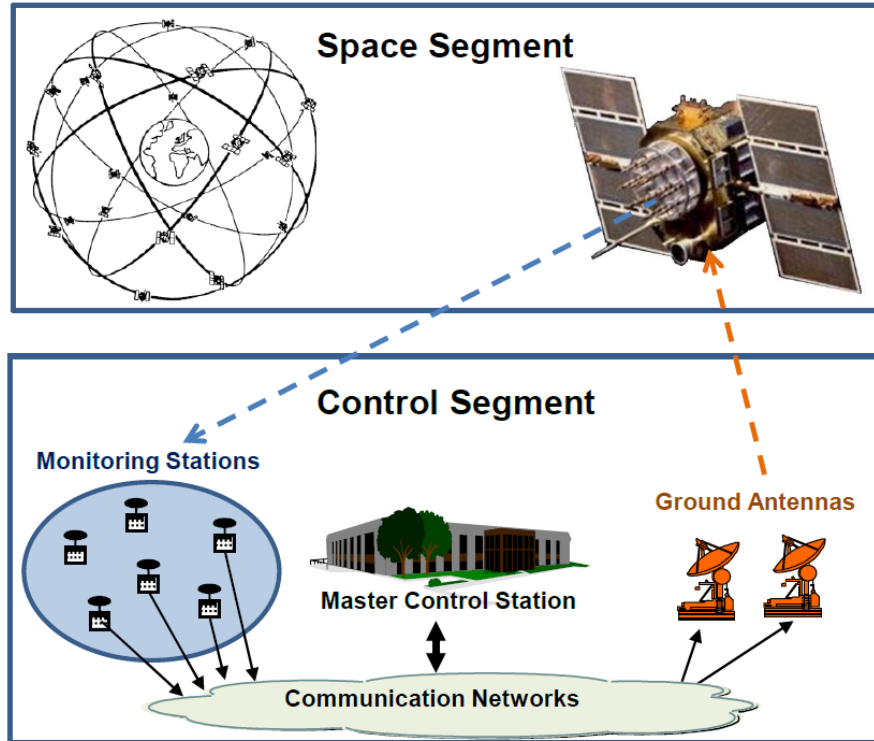 Space Segment
Control Segment
Monitoring Stations
Ground Antennas
Master Control Station
Communication Networks